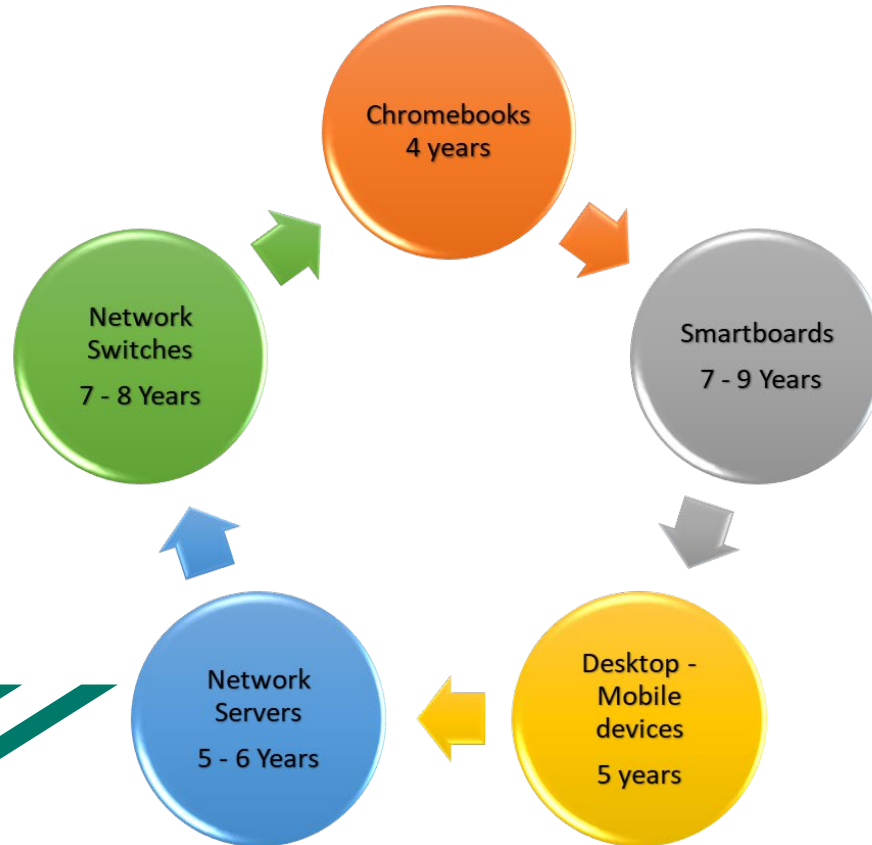 Chromebooks
4 years
Smartboards
7 - 9 Years
Desktop -
Mobile
devices
5 years
Network
Servers
5 - 6 Years
Network
Switches
7 - 8 Years